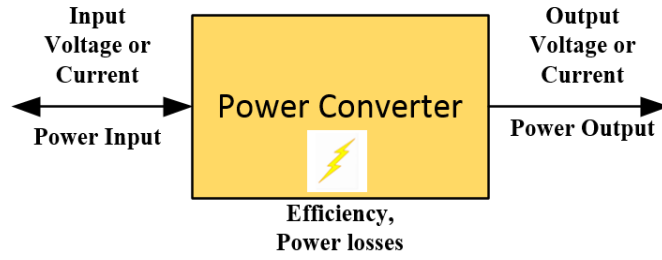 Input
Voltage or
Current
Power Input
Power Converter
Efficiency,
Power losses
Output
Voltage or
Current
Power Output